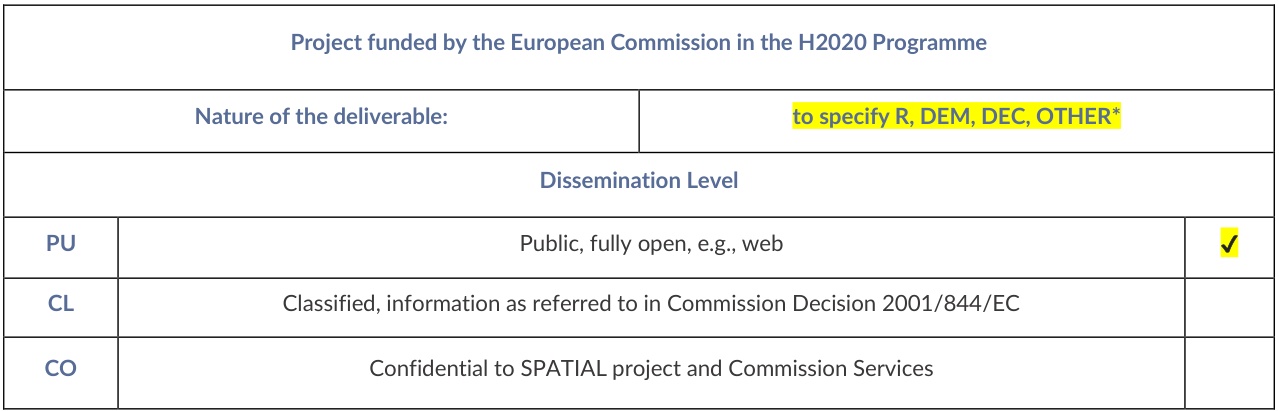 Project funded by the European Commission in the H2020 Programme
Nature of the deliverable: to specify R, DEM, DEC, OTHER*
Dissemination Level
PU Public, fully open, e.g., web ✓
CL Classified, information as referred to in Commission Decision 2001/844/EC
CO Confidential to SPATIAL project and Commission Services